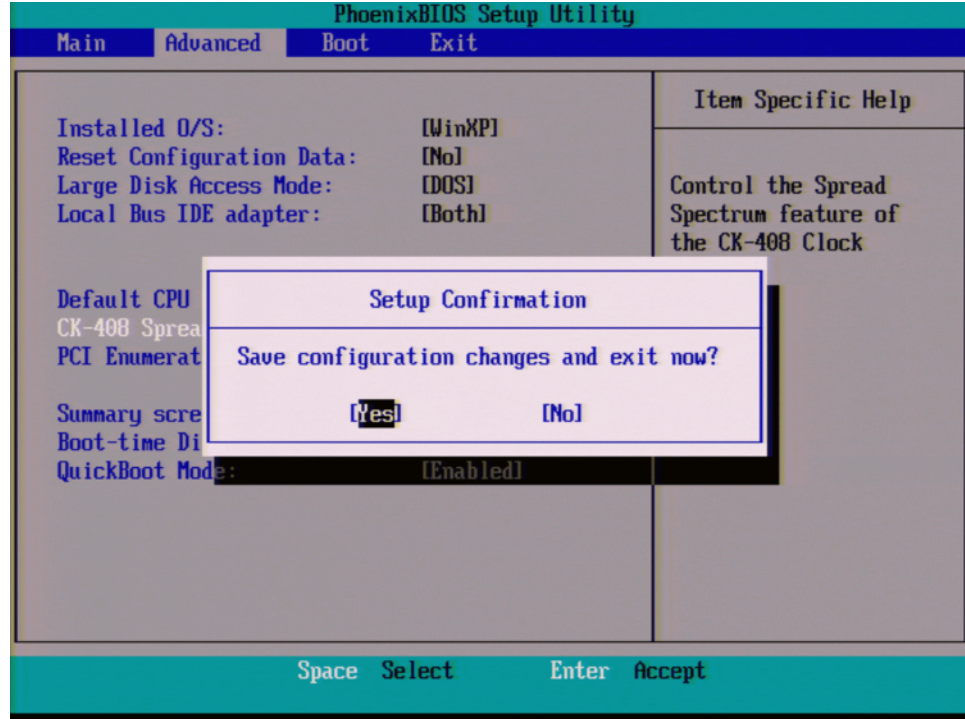 PhoenixBIOS Setup Utility
Main Advanced Boot Exit
Item Specific Help
Installed O/S: [WinXP]
Reset Configuration Data: [No]
Large Disk Access Mode: [DOS]
Local Bus IDE adapter: [Both]
Control the Spread
Spectrum feature of
the CK-408 Clock
Default CPU
CK-408 Sprea
PCI Enumerat
Summary scre
Boot-time Di
QuickBoot Mode: [Enabled]
Setup Confirmation
Save configuration changes and exit now?
[Yes] [No]
Space Select Enter Accept